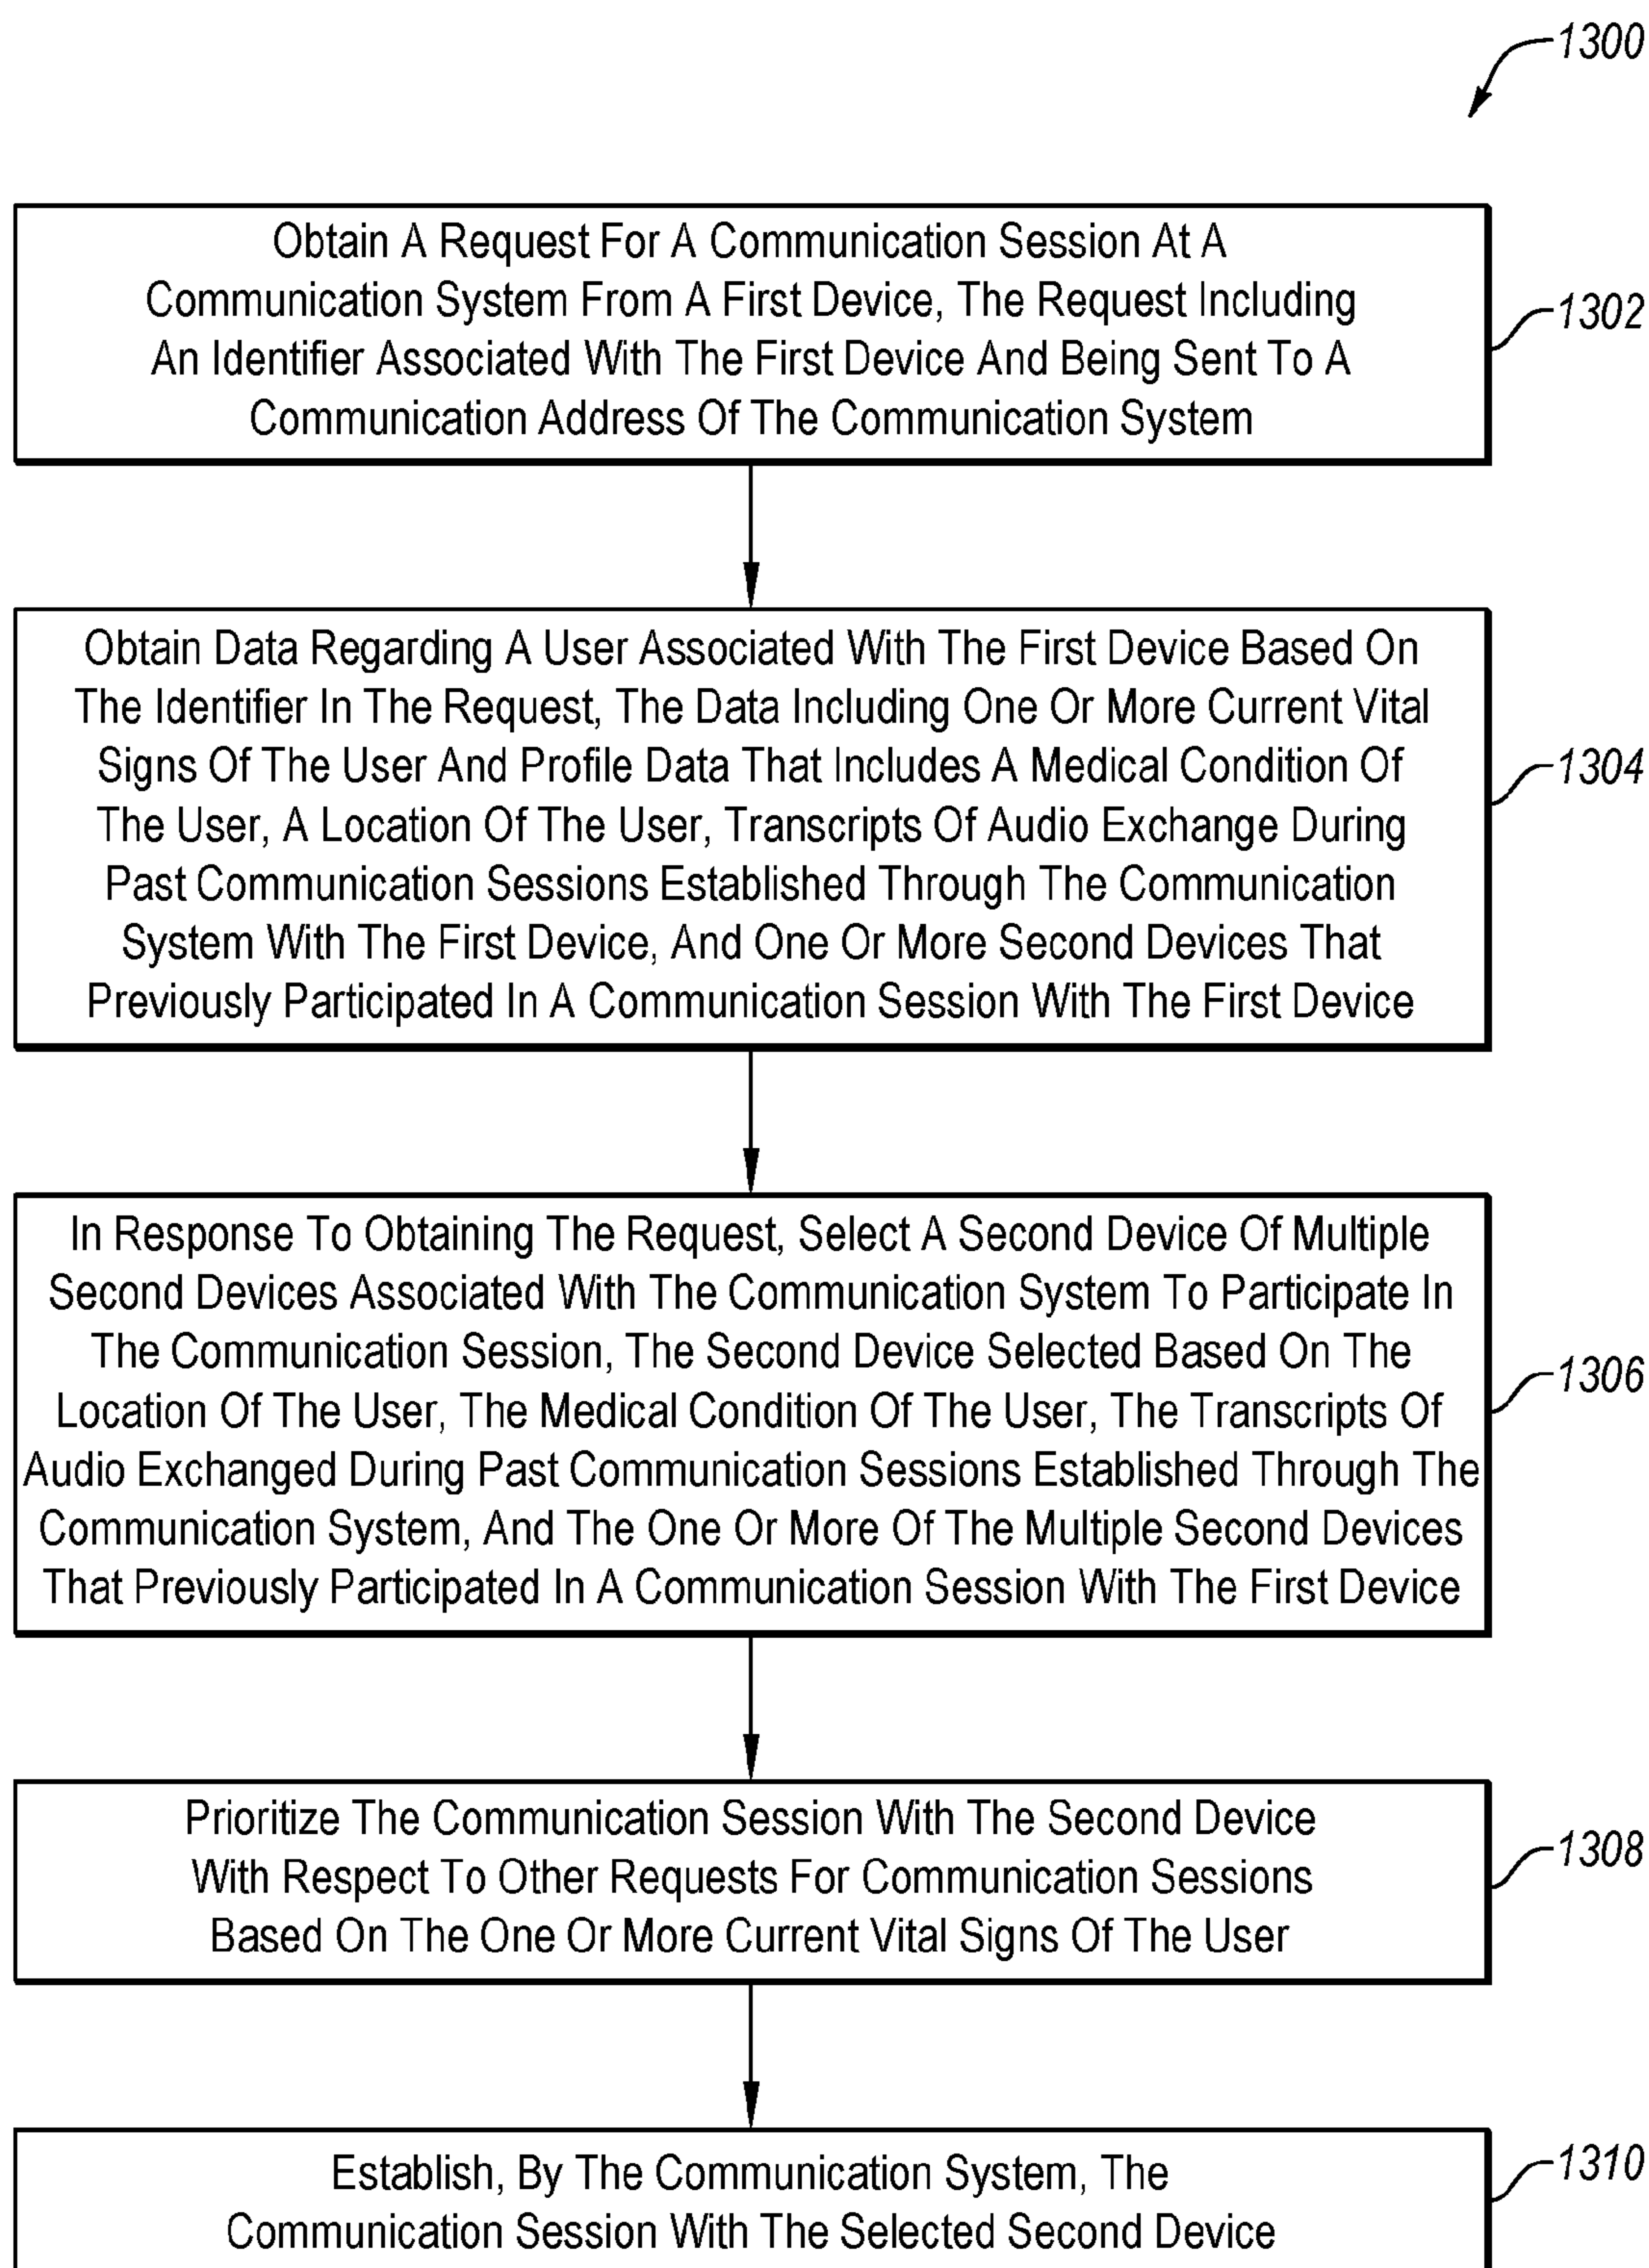 1300
Obtain A Request For A Communication Session At A
Communication System From A First Device, The Request Including
An Identifier Associated With The First Device And Being Sent To A
Communication Address Of The Communication System
1302
Obtain Data Regarding A User Associated With The First Device Based On
The Identifier In The Request, The Data Including One Or More Current Vital
Signs Of The User And Profile Data That Includes A Medical Condition Of
The User, A Location Of The User, Transcripts Of Audio Exchange During
Past Communication Sessions Established Through The Communication
System With The First Device, And One Or More Second Devices That
Previously Participated In A Communication Session With The First Device
1304
In Response To Obtaining The Request, Select A Second Device Of Multiple
Second Devices Associated With The Communication System To Participate In
The Communication Session, The Second Device Selected Based On The
Location Of The User, The Medical Condition Of The User, The Transcripts Of
Audio Exchanged During Past Communication Sessions Established Through The
Communication System, And The One Or More Of The Multiple Second Devices
That Previously Participated In A Communication Session With The First Device
1306
Prioritize The Communication Session With The Second Device
With Respect To Other Requests For Communication Sessions
Based On The One Or More Current Vital Signs Of The User
1308
Establish, By The Communication System, The
Communication Session With The Selected Second Device
1310